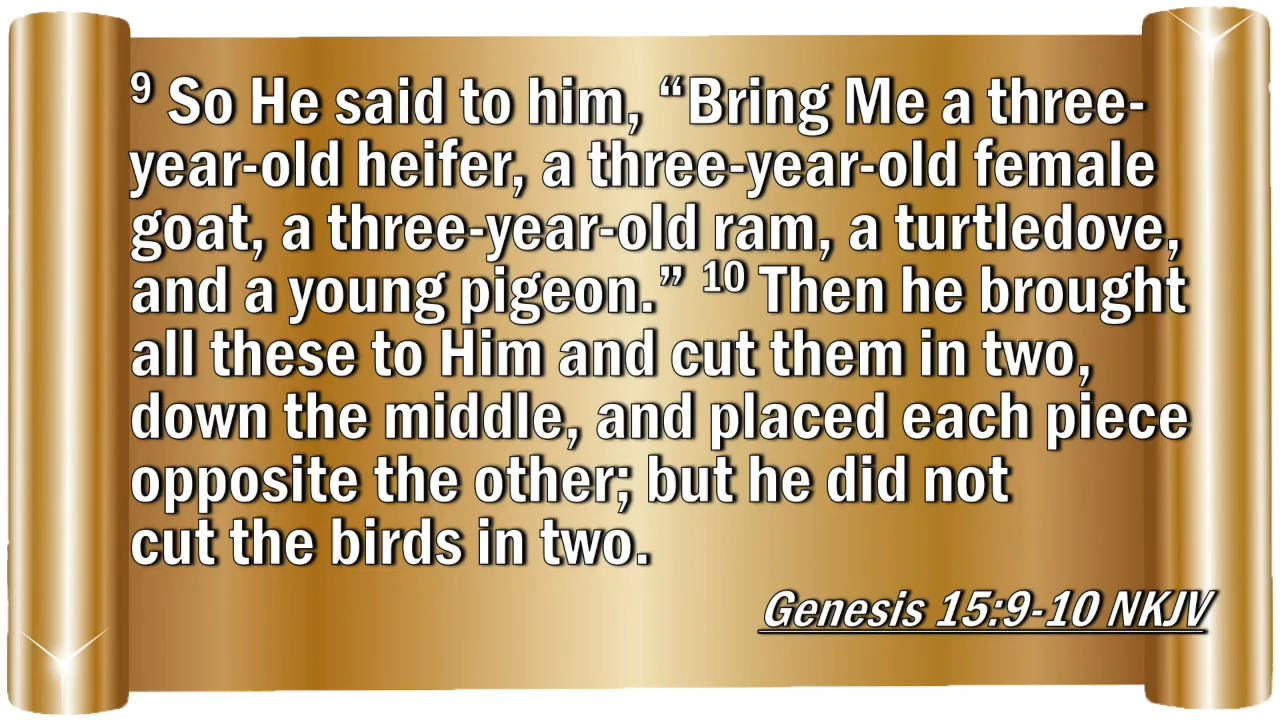 9 So He said to him, “Bring Me a three-
year-old heifer, a three-year-old female
goat, a three-year-old ram, a turtledove,
and a young pigeon.” 10 Then he brought
all these to Him and cut them in two,
down the middle, and placed each piece
opposite the other; but he did not
cut the birds in two.
Genesis 15:9-10 NKJV